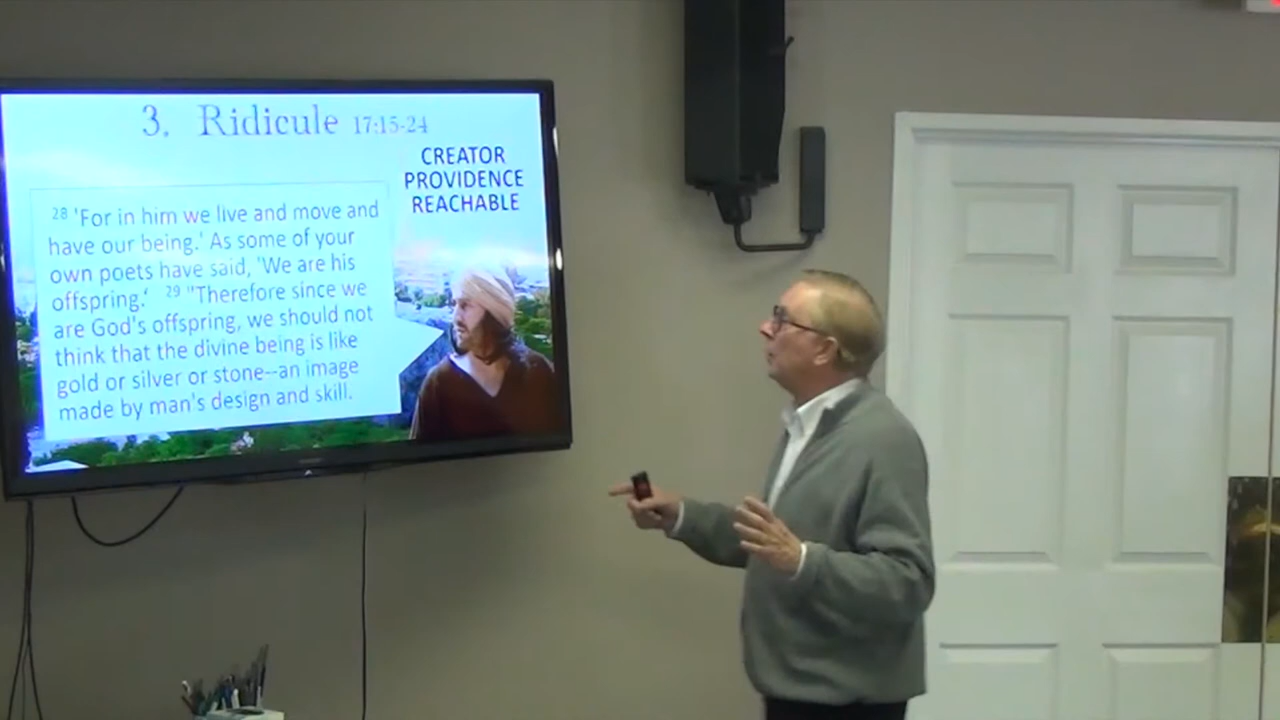 3. Ridicule 17:15-24
CREATOR
PROVIDENCE
REACHABLE
28 'For in him we live and move and
have our being.' As some of your
own poets have said, 'We are his
offspring.' 29 "Therefore since we
are God's offspring, we should not
think that the divine being is like
gold or silver or stone--an image
made by man's design and skill.